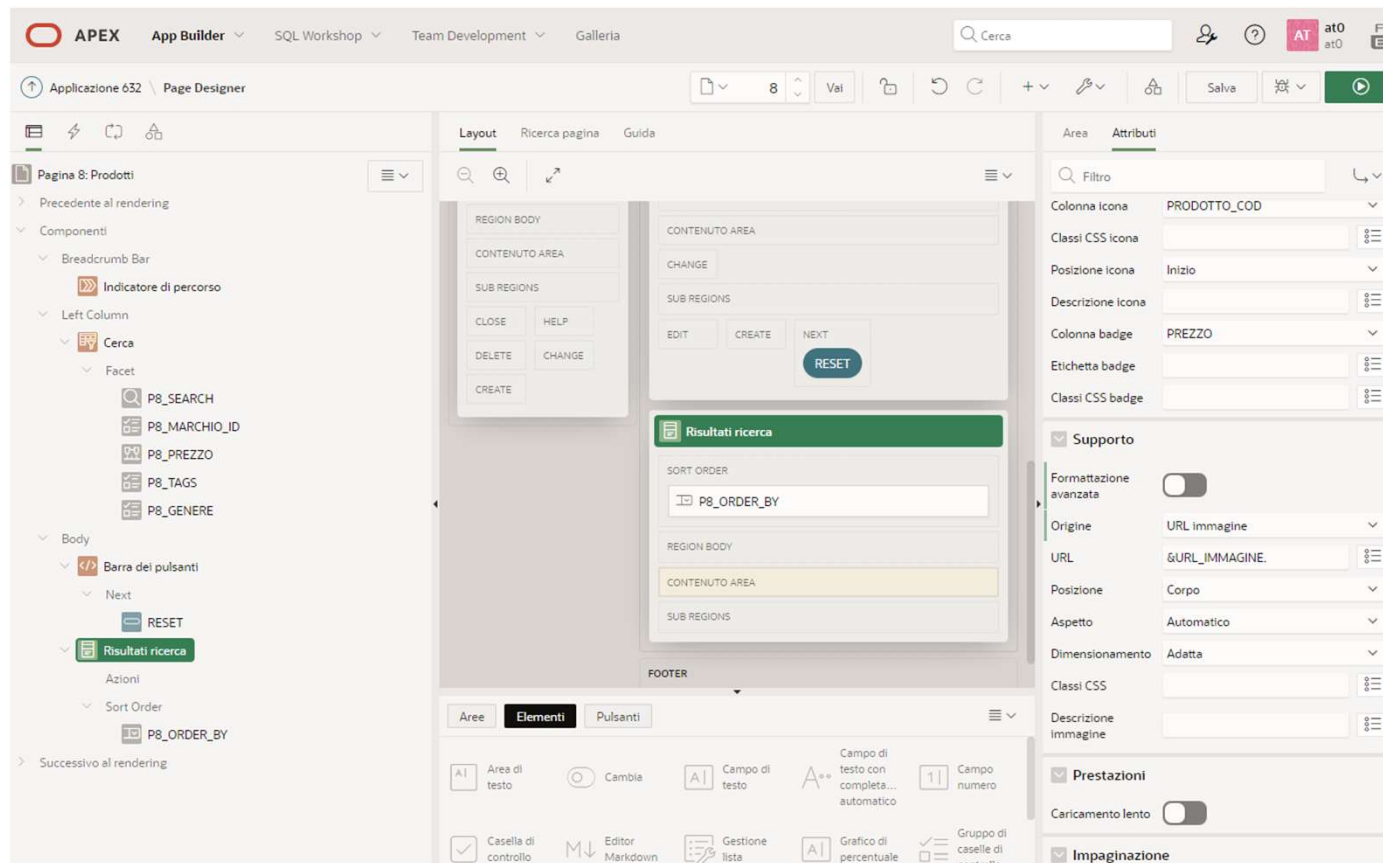 APEX App Builder SQL Workshop Team Development Galleria Cerca AT at0
at0
Applicazione 632 \ Page Designer 8 Vai Salva
Layout Ricerca pagina Guida
Area Attributi
Pagina 8: Prodotti
Precedente al rendering
Componenti
Breadcrumb Bar
Indicatore di percorso
Left Column
Cerca
Facet
P8_SEARCH
P8_MARCHIO_ID
P8_PREZZO
P8_TAGS
P8_GENERE
Body
Barra dei pulsanti
Next
RESET
Risultati ricerca
Azioni
Sort Order
P8_ORDER_BY
Successivo al rendering
REGION BODY
CONTENUTO AREA
SUB REGIONS
CLOSE HELP
DELETE CHANGE
CREATE
CONTENUTO AREA
CHANGE
SUB REGIONS
EDIT CREATE NEXT
RESET
Risultati ricerca
SORT ORDER
P8_ORDER_BY
REGION BODY
CONTENUTO AREA
SUB REGIONS
FOOTER
Aree Elementi Pulsanti
Area di testo
Cambia
Campo di testo
Campo di testo con completa... automatico
Campo numero
Casella di controllo
Editor Markdown
Gestione lista
Grafico di percentuale
Gruppo di caselle di
Filtro
Colonna icona PRODOTTO_COD
Classi CSS icona
Posizione icona Inizio
Descrizione icona
Colonna badge PREZZO
Etichetta badge
Classi CSS badge
Supporto
Formattazione avanzata
Origine URL immagine
URL &URL_IMMAGINE.
Posizione Corpo
Aspetto Automatico
Dimensionamento Adatta
Classi CSS
Descrizione immagine
Prestazioni
Caricamento lento
Impaginazione